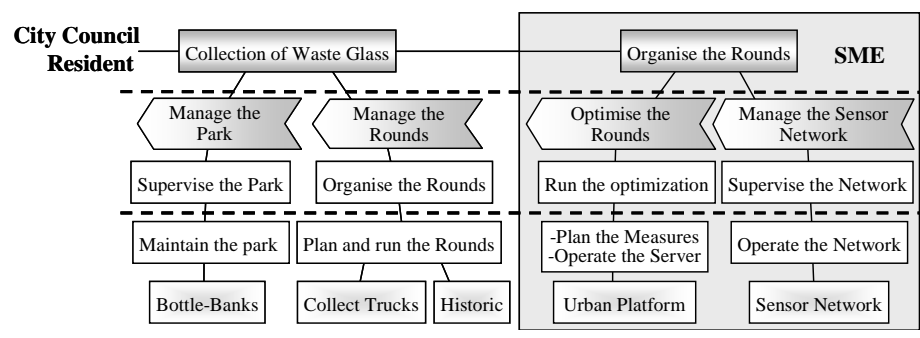 City Council
Resident
Collection of Waste Glass
Organise the Rounds
SME
Manage the
Park
Manage the
Rounds
Optimise the
Rounds
Manage the Sensor
Network
Supervise the Park
Organise the Rounds
Run the optimization
Supervise the Network
Maintain the park
Plan and run the Rounds
-Plan the Measures
-Operate the Server
Operate the Network
Bottle-Banks
Collect Trucks
Historic
Urban Platform
Sensor Network